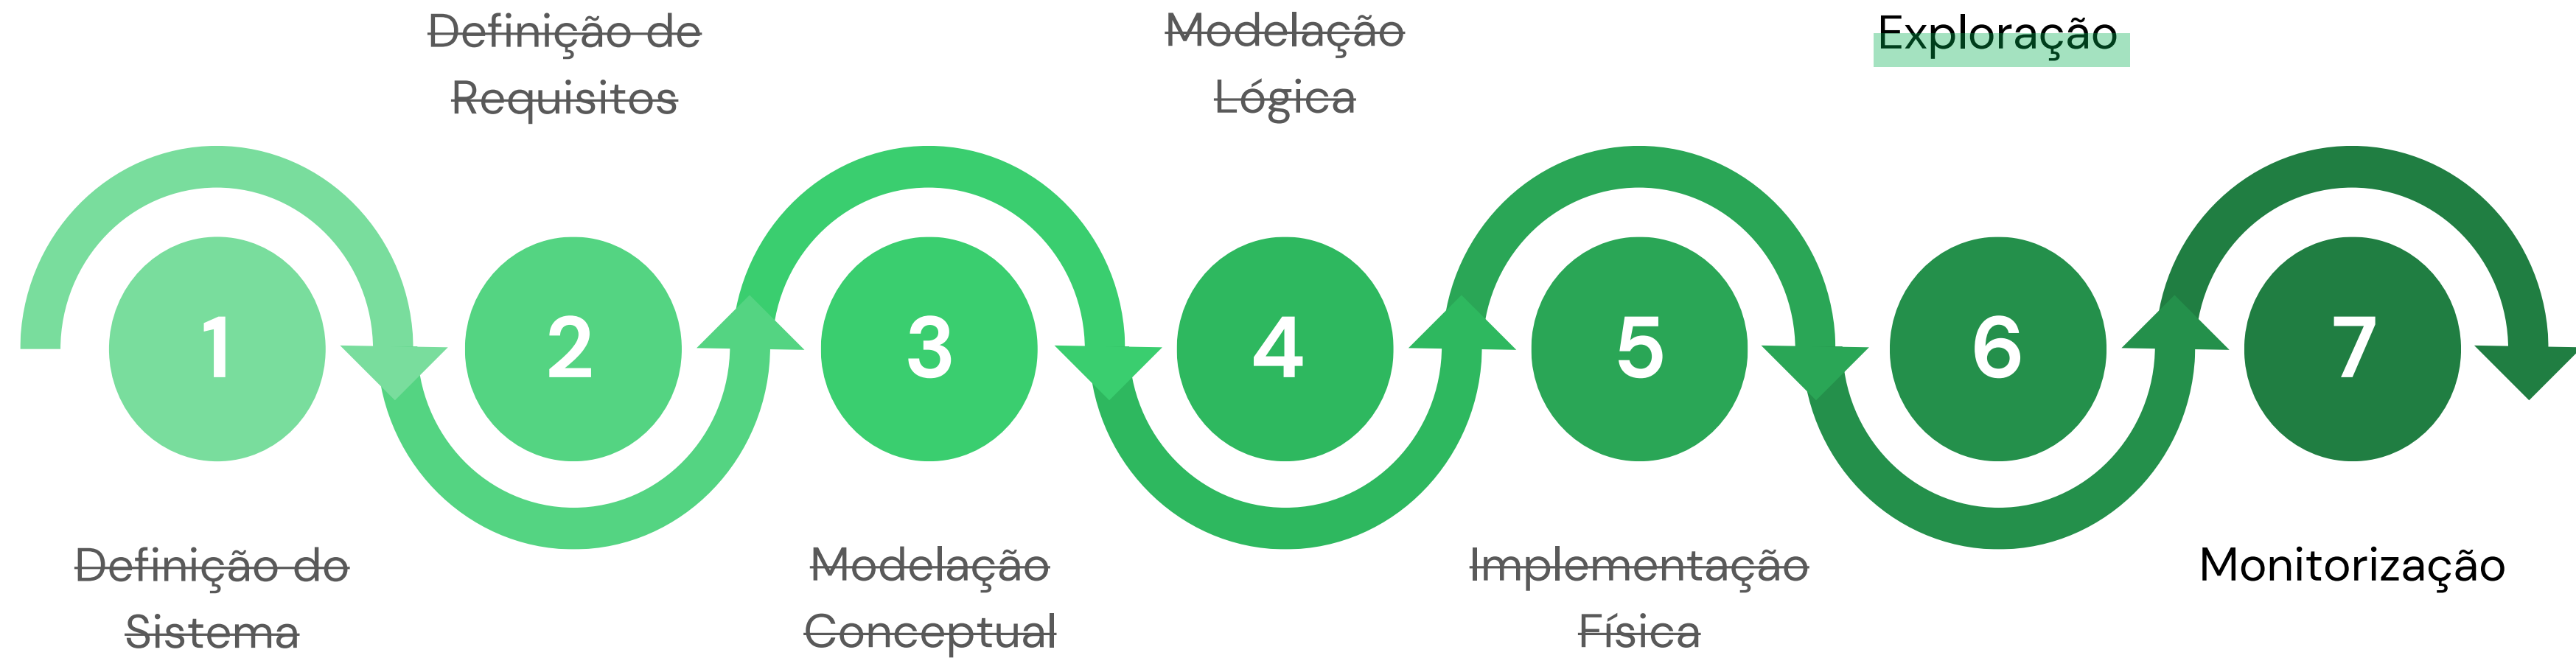 Definição de
Requisitos
Modelação
Lógica
Exploração
1
2
3
4
5
6
7
Definição do
Sistema
Modelação
Conceptual
Implementação
Física
Monitorização